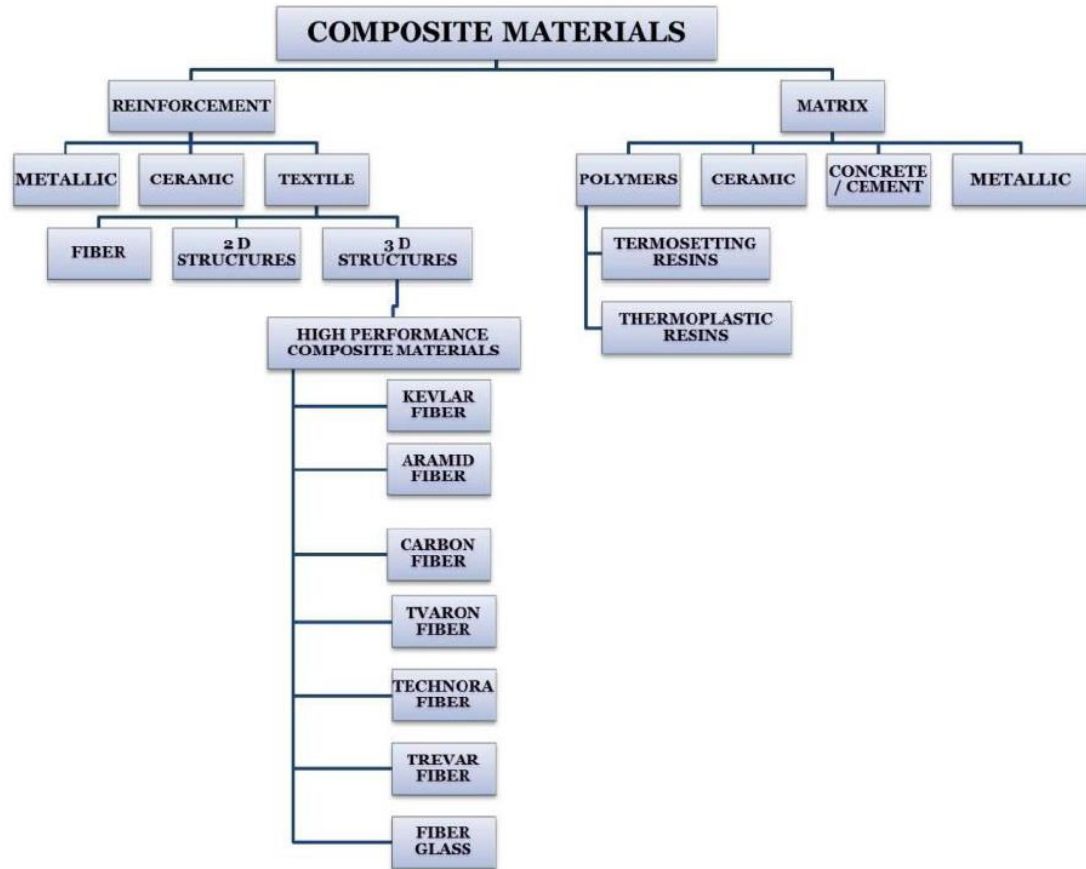 COMPOSITE MATERIALS
REINFORCEMENT
MATRIX
METALLIC
CERAMIC
TEXTILE
POLYMERS
CERAMIC
CONCRETE
/ CEMENT
METALLIC
FIBER
2 D
STRUCTURES
3 D
STRUCTURES
TERMOSETTING
RESINS
THERMOPLASTIC
RESINS
HIGH PERFORMANCE
COMPOSITE MATERIALS
KEVLAR
FIBER
ARAMID
FIBER
CARBON
FIBER
TVARON
FIBER
TECHNORA
FIBER
TREVAR
FIBER
FIBER
GLASS